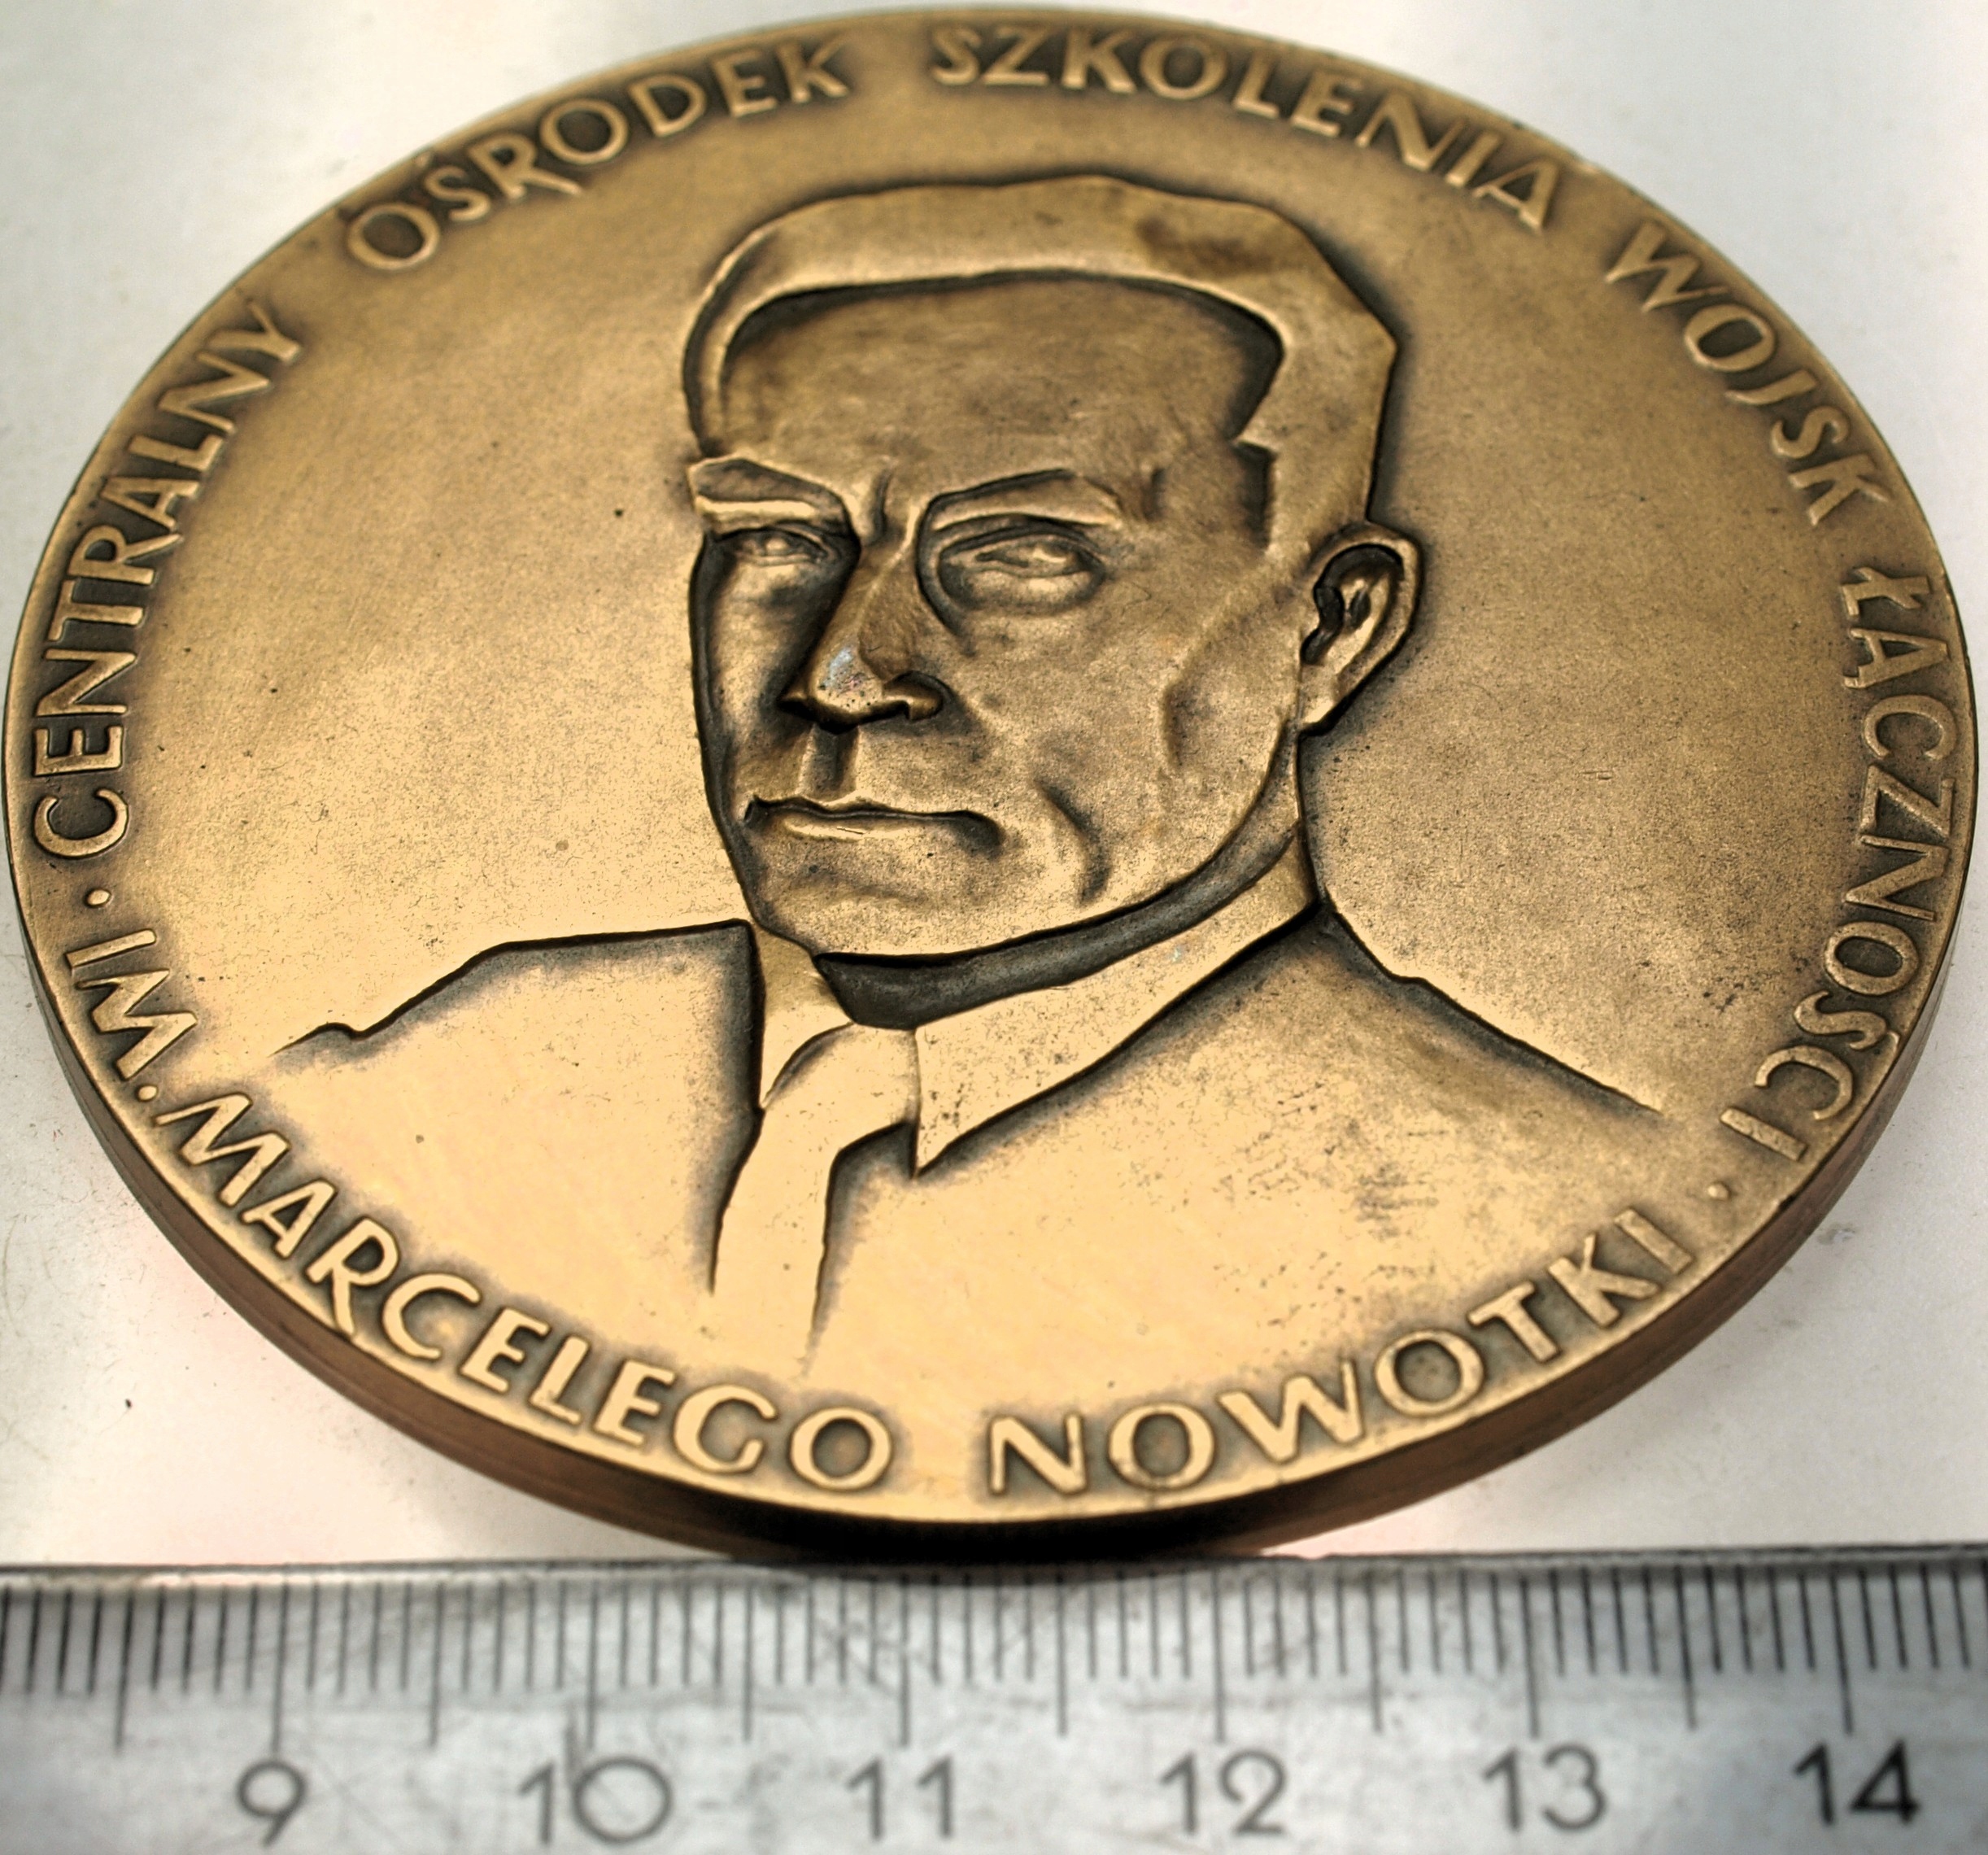 · CENTRALNY OŚRODEK SZKOLENIA WOJSK ŁĄCZNOŚCI ·
IM. MARCELEGO NOWOTKI
9 10 11 12 13 14